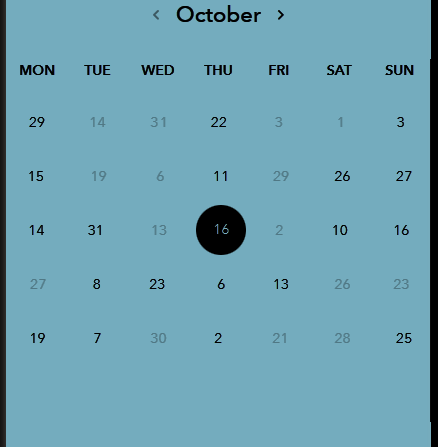 ‹ October ›
MON TUE WED THU FRI SAT SUN
29 14 31 22 3 1 3
15 19 6 11 29 26 27
14 31 13 16 2 10 16
27 8 23 6 13 26 23
19 7 30 2 21 28 25